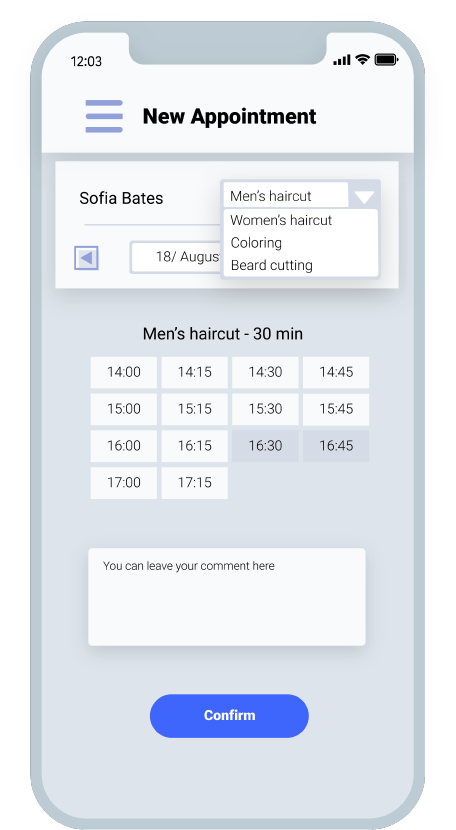 12:03
New Appointment
Sofia Bates
Men's haircut
Women's haircut
Coloring
Beard cutting
18/ Augus
Men's haircut - 30 min
14:00 14:15 14:30 14:45
15:00 15:15 15:30 15:45
16:00 16:15 16:30 16:45
17:00 17:15
You can leave your comment here
Confirm